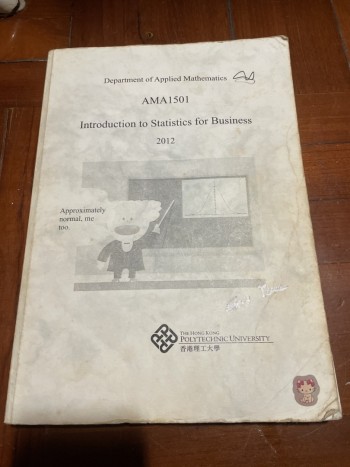 Department of Applied Mathematics
AMA1501
Introduction to Statistics for Business
2012
Approximately
normal, me
too.
THE HONG KONG
POLYTECHNIC UNIVERSITY
香港理工大學